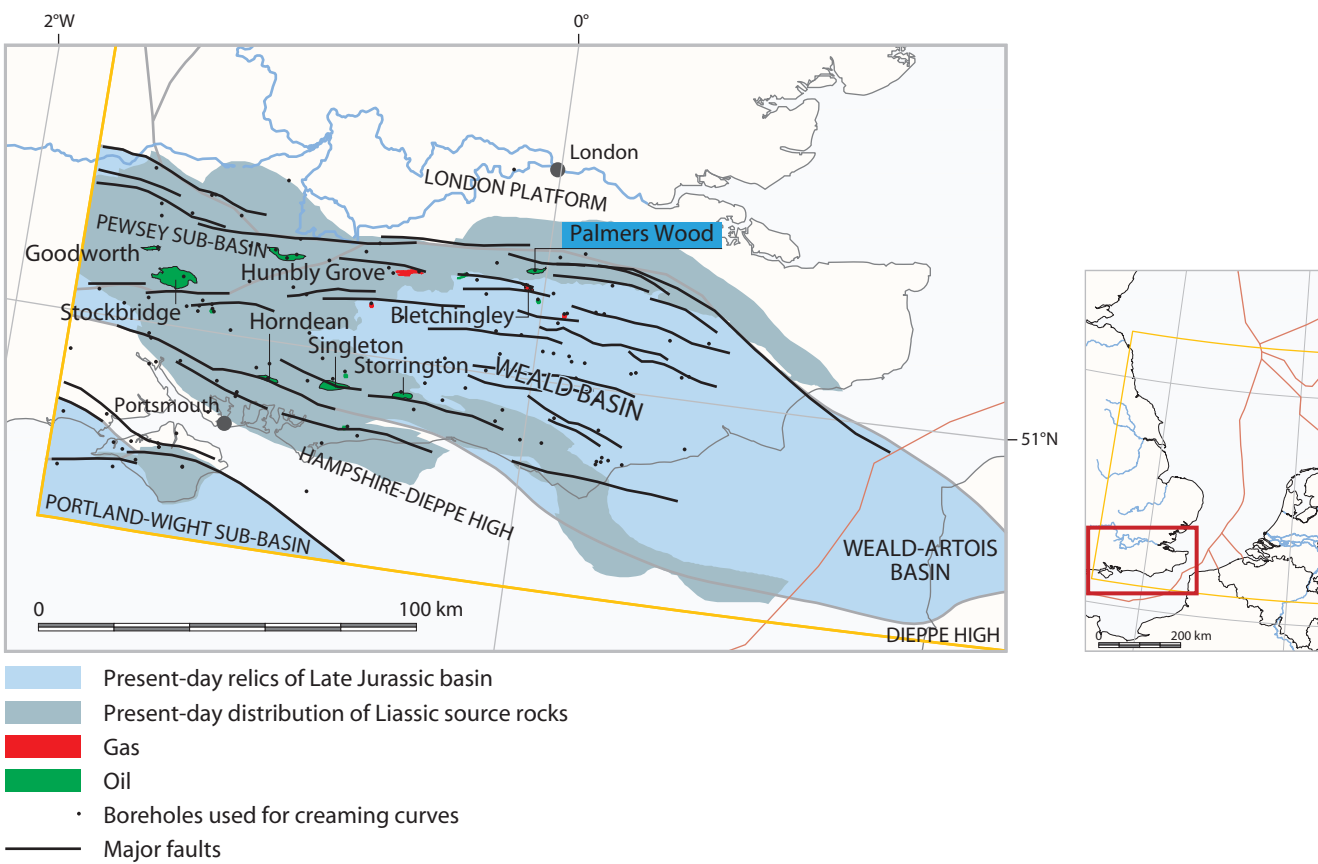 2°W
0°
London
LONDON PLATFORM
Palmers Wood
PEWSEY SUB-BASIN
Goodworth
Humbly Grove
Stockbridge
Bletchingley
Horndean
Singleton
Storrington
WEALD-BASIN
Portsmouth
51°N
HAMPSHIRE-DIEPPE HIGH
PORTLAND-WIGHT SUB-BASIN
WEALD-ARTOIS
BASIN
0
100 km
DIEPPE HIGH
0
200 km
Present-day relics of Late Jurassic basin
Present-day distribution of Liassic source rocks
Gas
Oil
Boreholes used for creaming curves
Major faults